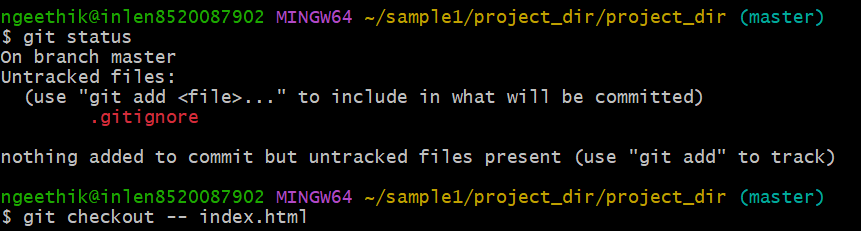 ngeethik@inlen8520087902 MINGW64 ~/sample1/project_dir/project_dir (master)
$ git status
On branch master
Untracked files:
  (use "git add <file>..." to include in what will be committed)
        .gitignore

nothing added to commit but untracked files present (use "git add" to track)

ngeethik@inlen8520087902 MINGW64 ~/sample1/project_dir/project_dir (master)
$ git checkout -- index.html